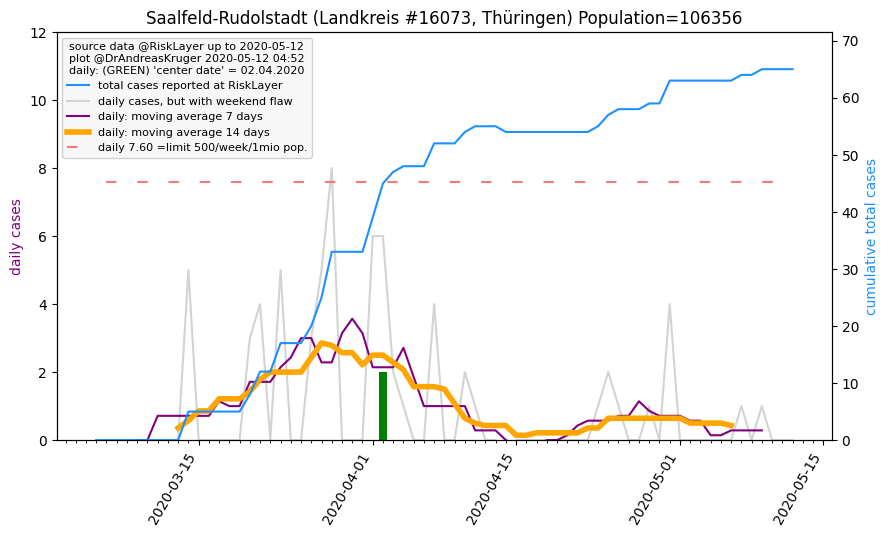 Saalfeld-Rudolstadt (Landkreis #16073, Thüringen) Population=106356
source data @RiskLayer up to 2020-05-12
plot @DrAndreasKruger 2020-05-12 04:52
daily: (GREEN) 'center date' = 02.04.2020
total cases reported at RiskLayer
daily cases, but with weekend flaw
daily: moving average 7 days
daily: moving average 14 days
daily 7.60 =limit 500/week/1mio pop.
daily cases
12
10
8
6
4
2
0
70
60
50
40
30
20
10
0
cumulative total cases
2020-03-15
2020-04-01
2020-04-15
2020-05-01
2020-05-15